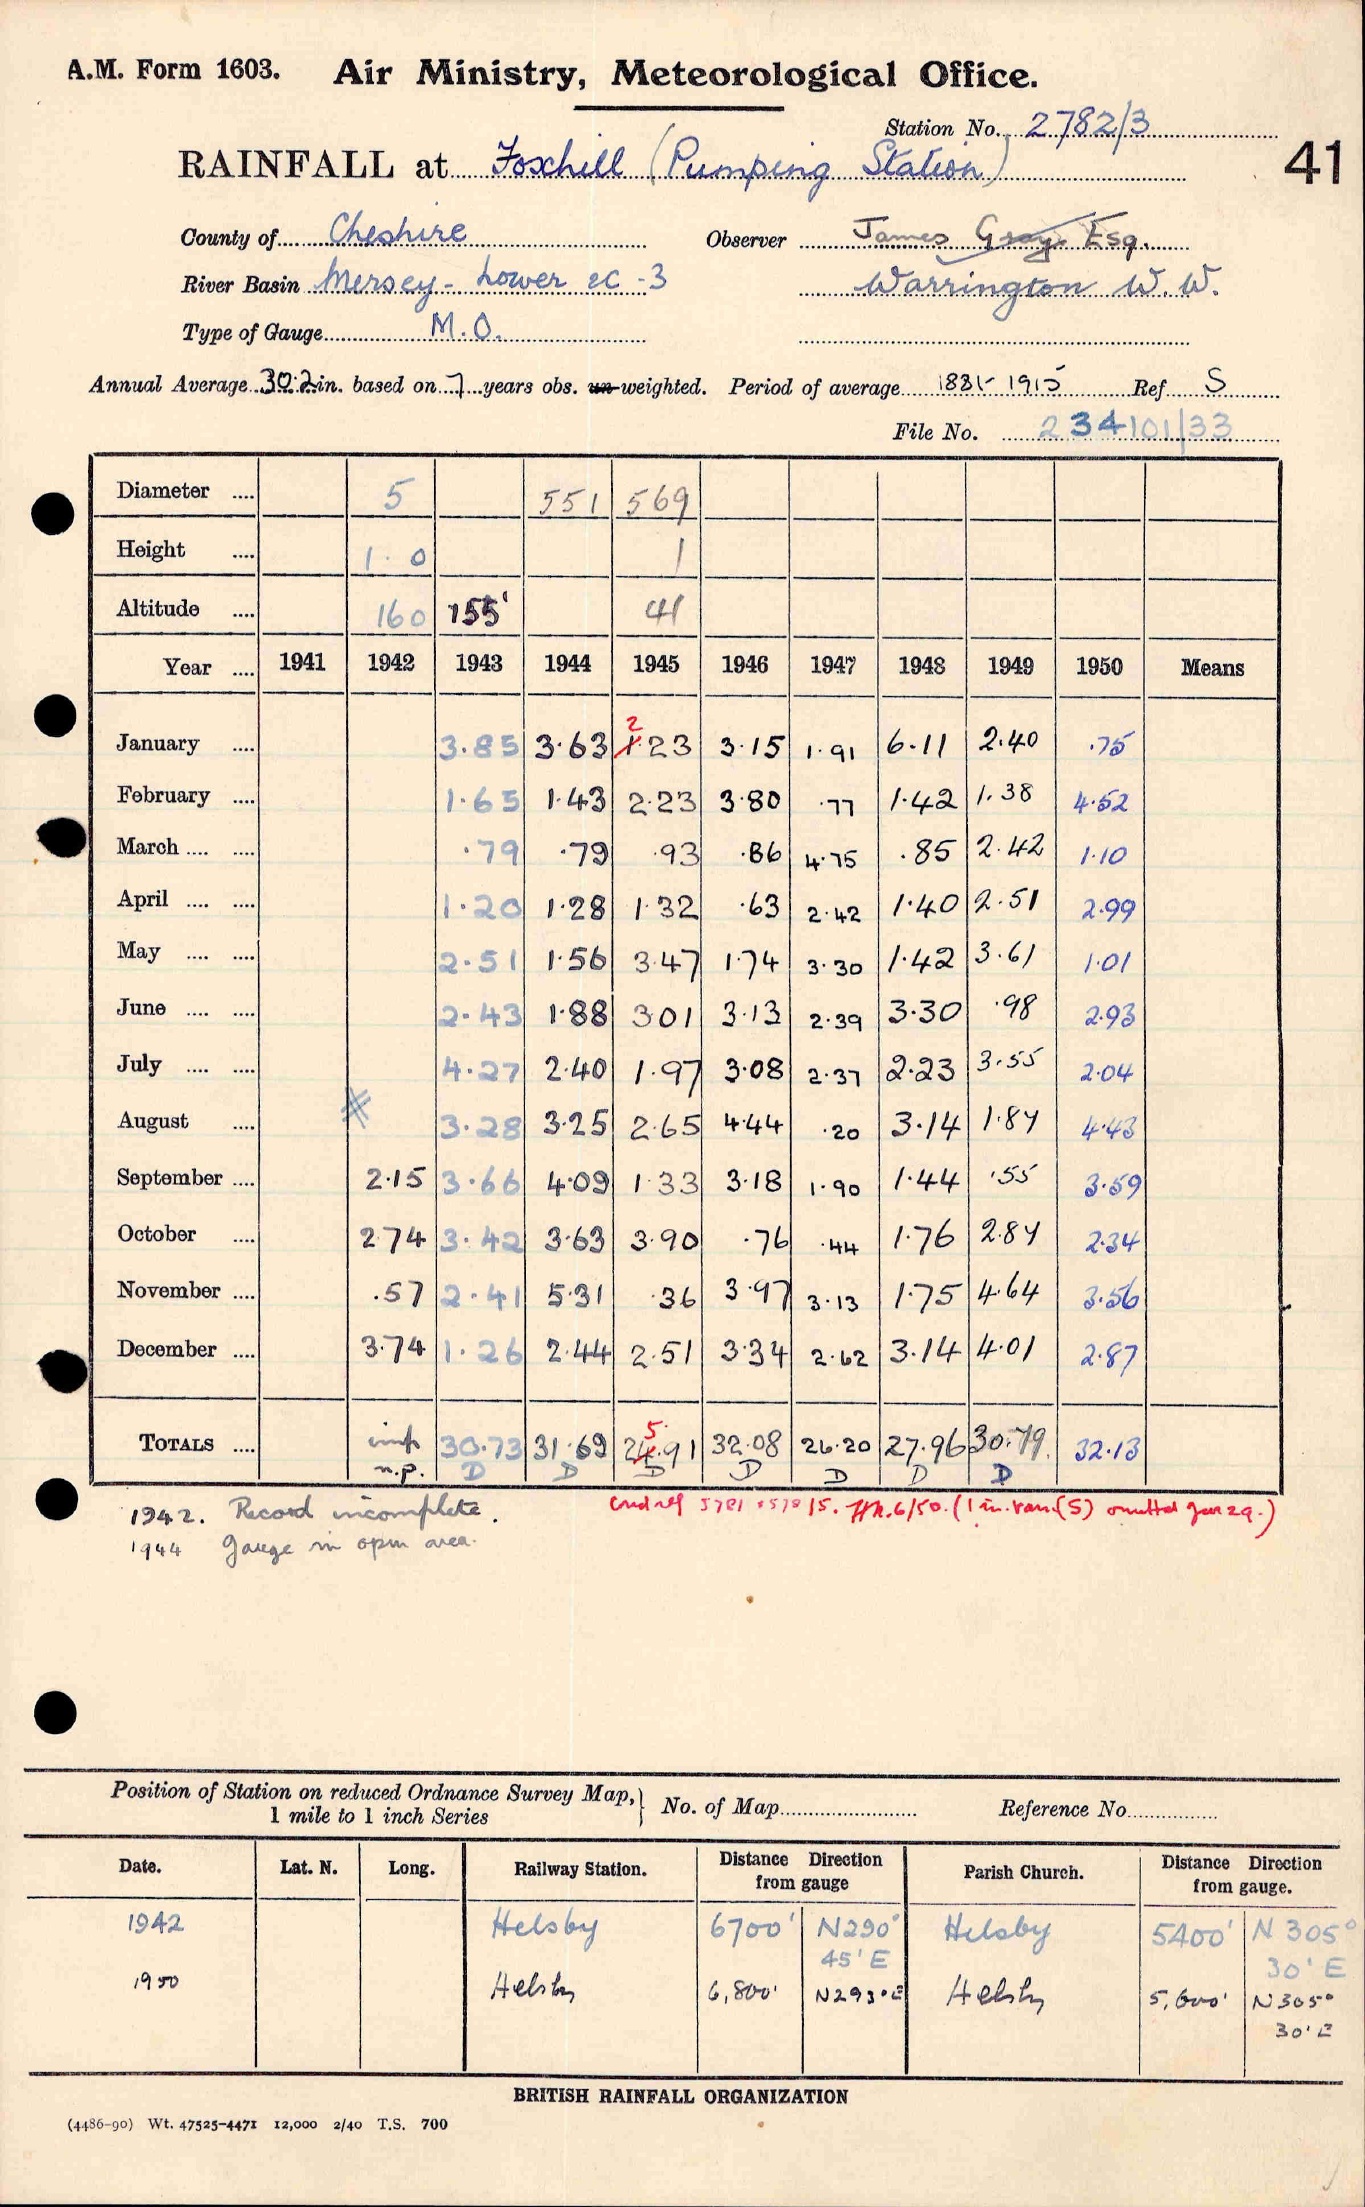 A.M. Form 1603. Air Ministry, Meteorological Office.
Station No. 2782/3
RAINFALL at Foxhill (Pumping Station)
41
County of Cheshire Observer James Gray Esq.
River Basin Mersey - Lower 2C-3 Warrington W.W.
Type of Gauge M.O.
Annual Average 30.2 in. based on 7 years obs. un-weighted. Period of average 1881-1915 Ref S
File No. 234101/33
Diameter 5 551 569
Height 1.0 1
Altitude 160 155' 41
Year 1941 1942 1943 1944 1945 1946 1947 1948 1949 1950 Means
January 3.85 3.63 2 1.23 3.15 1.91 6.11 2.40 .75
February 1.65 1.43 2.23 3.80 .77 1.42 1.38 4.52
March .79 .79 .93 .86 4.75 .85 2.42 1.10
April 1.20 1.28 1.32 .63 2.42 1.40 2.51 2.99
May 2.51 1.56 3.47 1.74 3.30 1.42 3.61 1.01
June 2.43 1.88 3.01 3.13 2.39 3.30 .98 2.93
July 4.27 2.40 1.97 3.08 2.37 2.23 3.55 2.04
August 3.28 3.25 2.65 4.44 .20 3.14 1.87 4.43
September 2.15 3.66 4.09 1.33 3.18 1.90 1.44 .55 3.59
October 2.74 3.42 3.63 3.90 .76 .44 1.76 2.87 2.34
November .57 2.41 5.31 .36 3.97 3.13 1.75 4.64 3.56
December 3.74 1.26 2.44 2.51 3.34 2.62 3.14 4.01 2.87
TOTALS imp 30.73 31.69 5 24.91 32.08 26.20 27.96 30.79 32.13
n.p. D D D D D D D
1942. Record incomplete. (1 in. rain (S) omitted Jan 29.)
1944 Gauge in open area.
Position of Station on reduced Ordnance Survey Map,
1 mile to 1 inch Series
No. of Map Reference No.
Date. Lat. N. Long. Railway Station. Distance Direction from gauge Parish Church. Distance Direction from gauge.
1942 Helsby 6700' N290° 45' E Helsby 5400' N 305° 30' E
1950 Helsby 6,800' N293° E Helsby 5,600' N305° 30' E
BRITISH RAINFALL ORGANIZATION
(4486-90) Wt. 47525-4471 12,000 2/40 T.S. 700